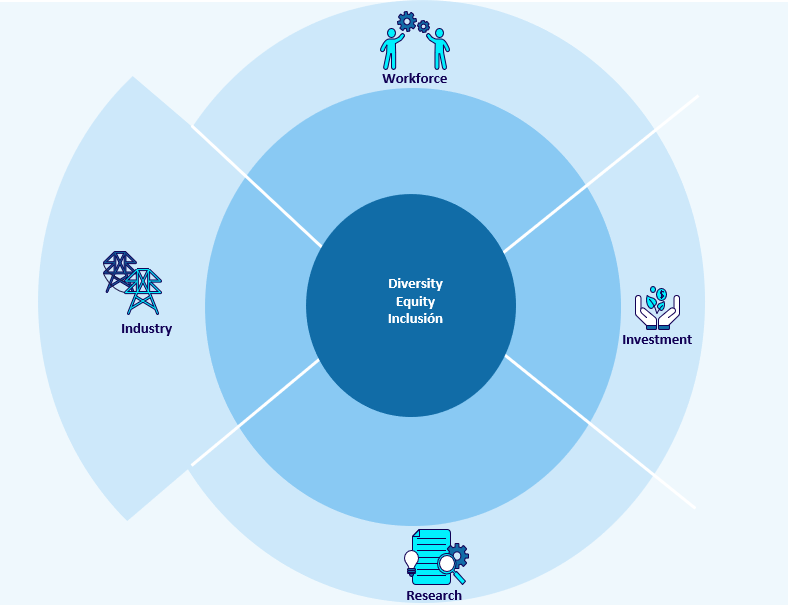 Workforce
Diversity
Equity
Inclusión
Industry
Investment
Research